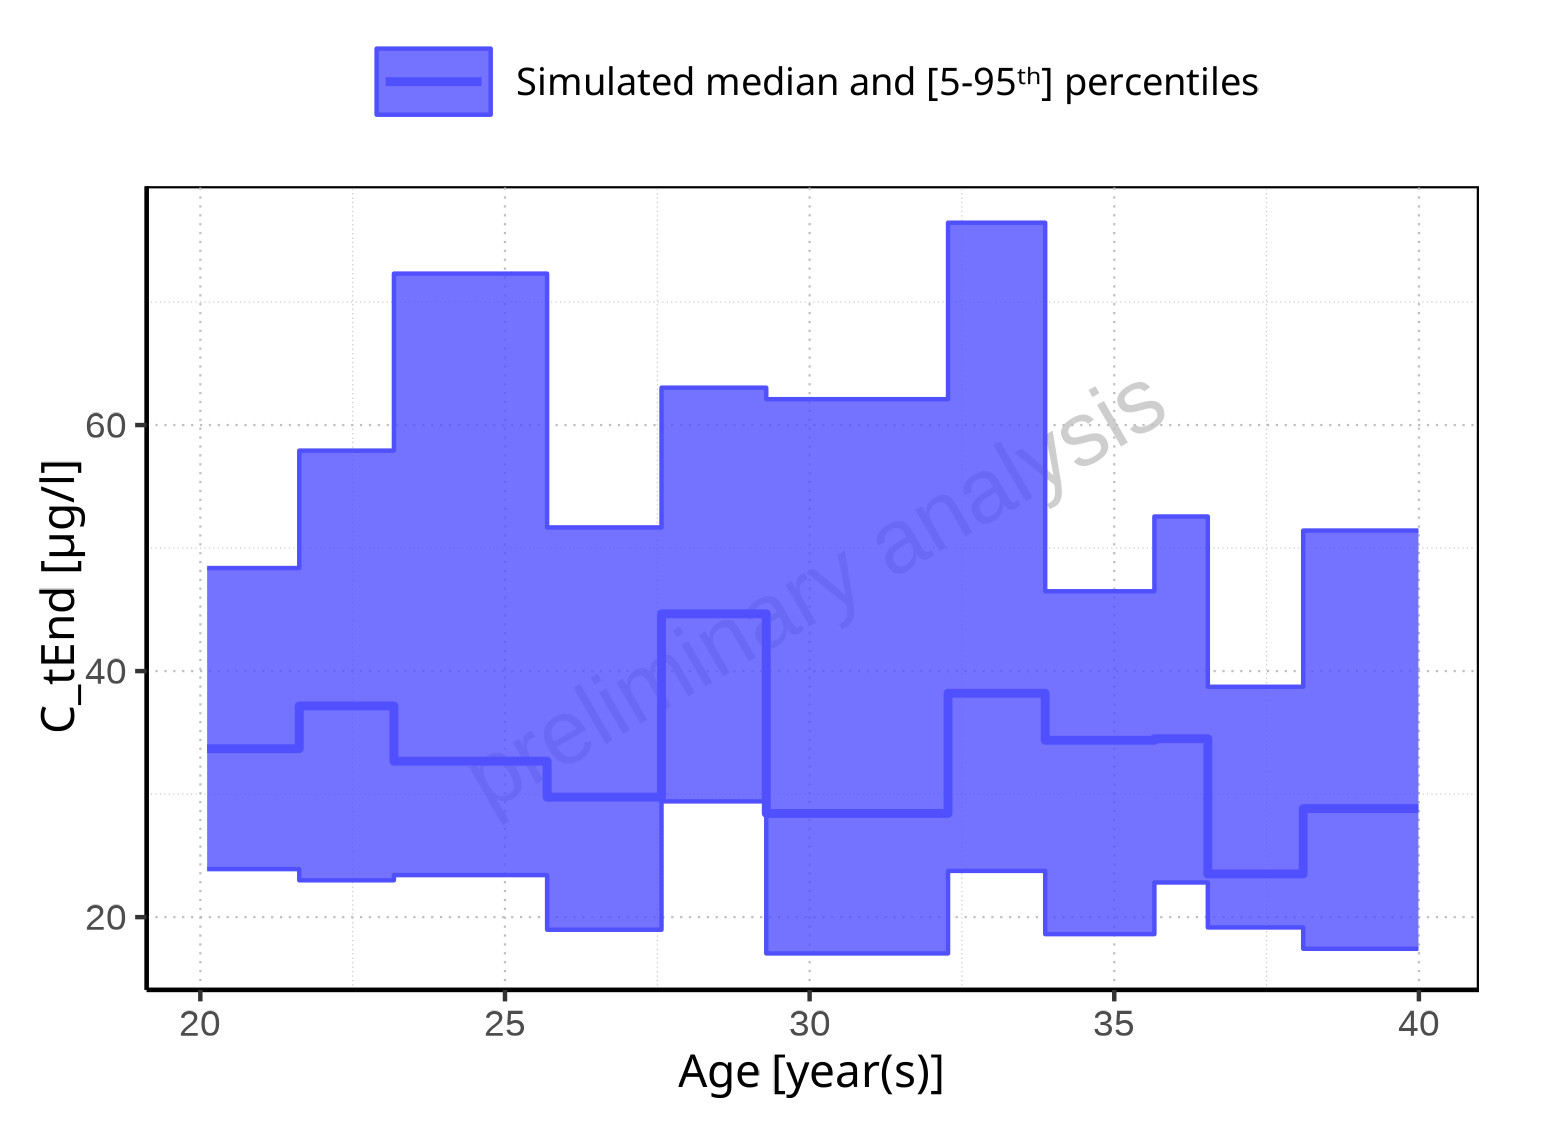 Simulated median and [5-95ᵗʰ] percentiles
60
40
20
C_tEnd [µg/l]
preliminary analysis
20 25 30 35 40
Age [year(s)]